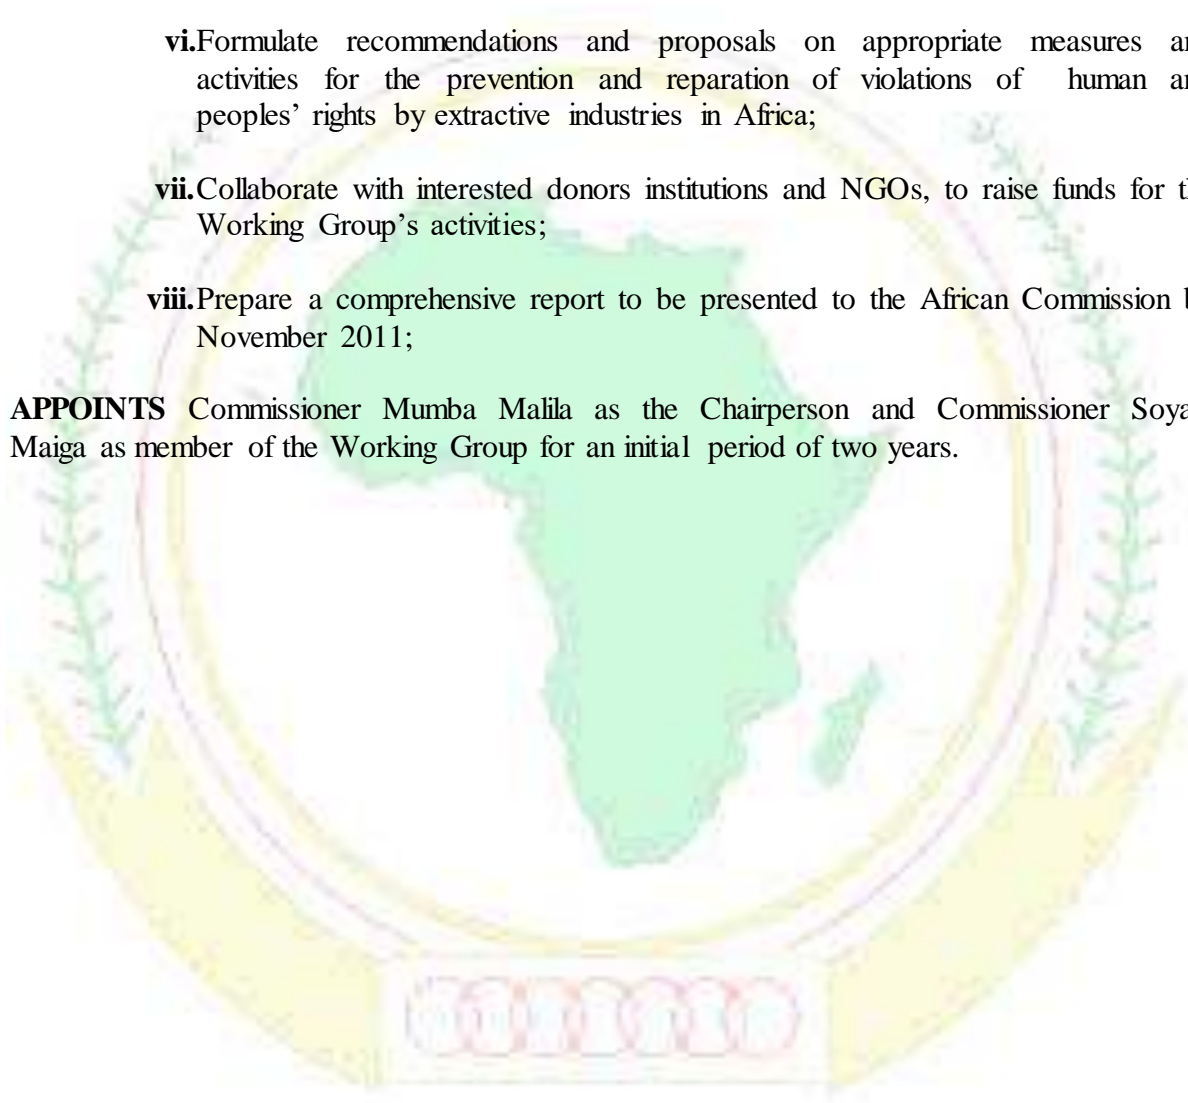 vi.Formulate recommendations and proposals on appropriate measures an
activities for the prevention and reparation of violations of human an
peoples’ rights by extractive industries in Africa;
vii.Collaborate with interested donors institutions and NGOs, to raise funds for th
Working Group’s activities;
viii.Prepare a comprehensive report to be presented to the African Commission b
November 2011;
APPOINTS Commissioner Mumba Malila as the Chairperson and Commissioner Soya
Maiga as member of the Working Group for an initial period of two years.